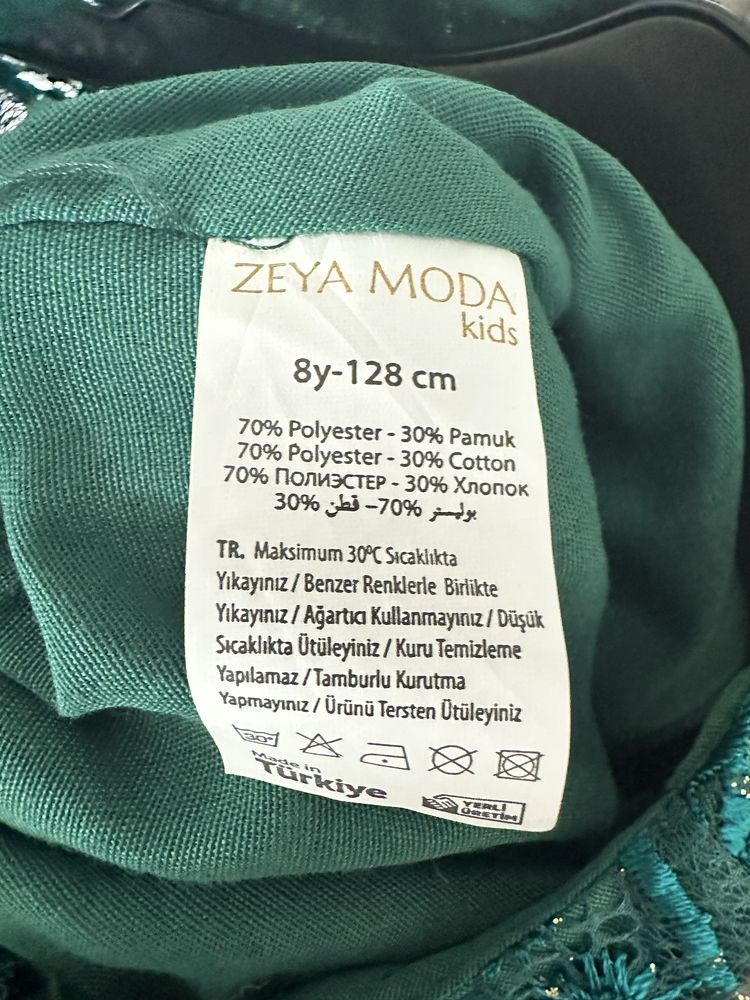 ZEYA MODA
kids
8y-128 cm
70% Polyester - 30% Pamuk
70% Polyester - 30% Cotton
70% ПОЛИЭСТЕР - 30% Хлопок
بوليستر 70%– قطن 30%
TR. Maksimum 30ºC Sıcaklıkta
Yıkayınız / Benzer Renklerle Birlikte
Yıkayınız / Ağartıcı Kullanmayınız / Düşük
Sıcaklıkta Ütüleyiniz / Kuru Temizleme
Yapılamaz / Tamburlu Kurutma
Yapmayınız / Ürünü Tersten Ütüleyiniz
30°
Made in
Türkiye
YERLİ
ÜRETİM